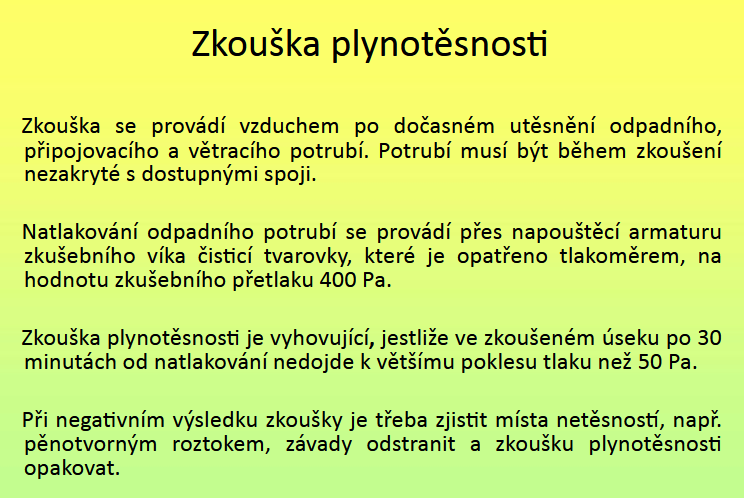 Zkouška plynotěsnosti
Zkouška se provádí vzduchem po dočasném utěsnění odpadního,
připojovacího a větracího potrubí. Potrubí musí být během zkoušení
nezakryté s dostupnými spoji.
Natlakování odpadního potrubí se provádí přes napouštěcí armaturu
zkušebního víka čisticí tvarovky, které je opatřeno tlakoměrem, na
hodnotu zkušebního přetlaku 400 Pa.
Zkouška plynotěsnosti je vyhovující, jestliže ve zkoušeném úseku po 30
minutách od natlakování nedojde k většímu poklesu tlaku než 50 Pa.
Při negativním výsledku zkoušky je třeba zjistit místa netěsností, např.
pěnotvorným roztokem, závady odstranit a zkoušku plynotěsnosti
opakovat.